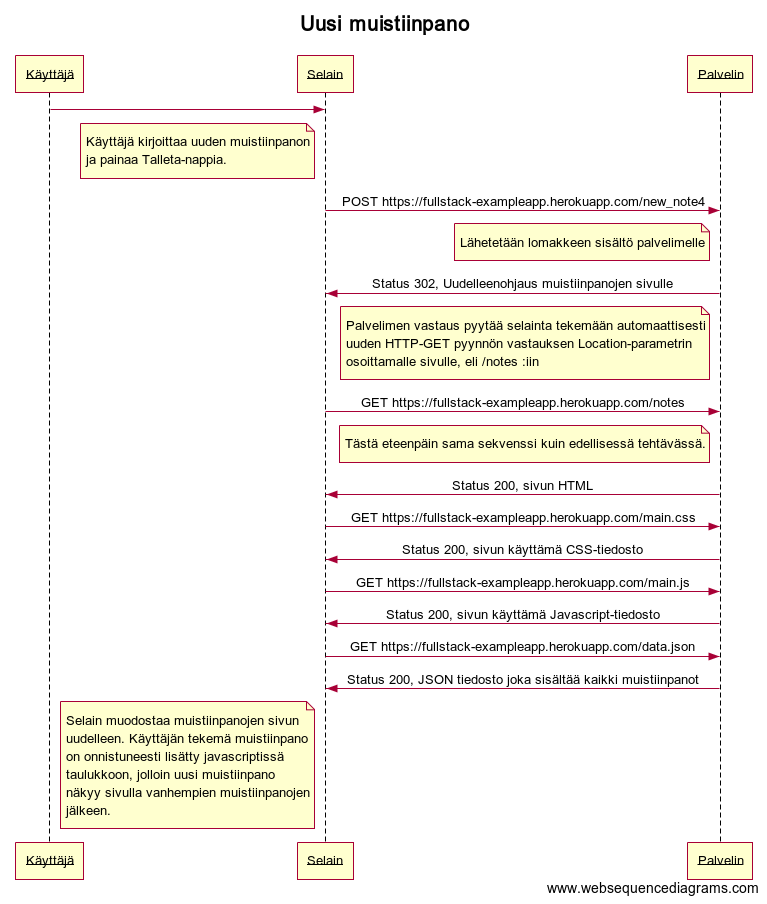 Uusi muistiinpano
Käyttäjä
Selain
Palvelin
Käyttäjä kirjoittaa uuden muistiinpanon
ja painaa Talleta-nappia.
POST https://fullstack-exampleapp.herokuapp.com/new_note4
Lähetetään lomakkeen sisältö palvelimelle
Status 302, Uudelleenohjaus muistiinpanojen sivulle
Palvelimen vastaus pyytää selainta tekemään automaattisesti
uuden HTTP-GET pyynnön vastauksen Location-parametrin
osoittamalle sivulle, eli /notes :iin
GET https://fullstack-exampleapp.herokuapp.com/notes
Tästä eteenpäin sama sekvenssi kuin edellisessä tehtävässä.
Status 200, sivun HTML
GET https://fullstack-exampleapp.herokuapp.com/main.css
Status 200, sivun käyttämä CSS-tiedosto
GET https://fullstack-exampleapp.herokuapp.com/main.js
Status 200, sivun käyttämä Javascript-tiedosto
GET https://fullstack-exampleapp.herokuapp.com/data.json
Status 200, JSON tiedosto joka sisältää kaikki muistiinpanot
Selain muodostaa muistiinpanojen sivun
uudelleen. Käyttäjän tekemä muistiinpano
on onnistuneesti lisätty javascriptissä
taulukkoon, jolloin uusi muistiinpano
näkyy sivulla vanhempien muistiinpanojen
jälkeen.
Käyttäjä
Selain
Palvelin
www.websequencediagrams.com